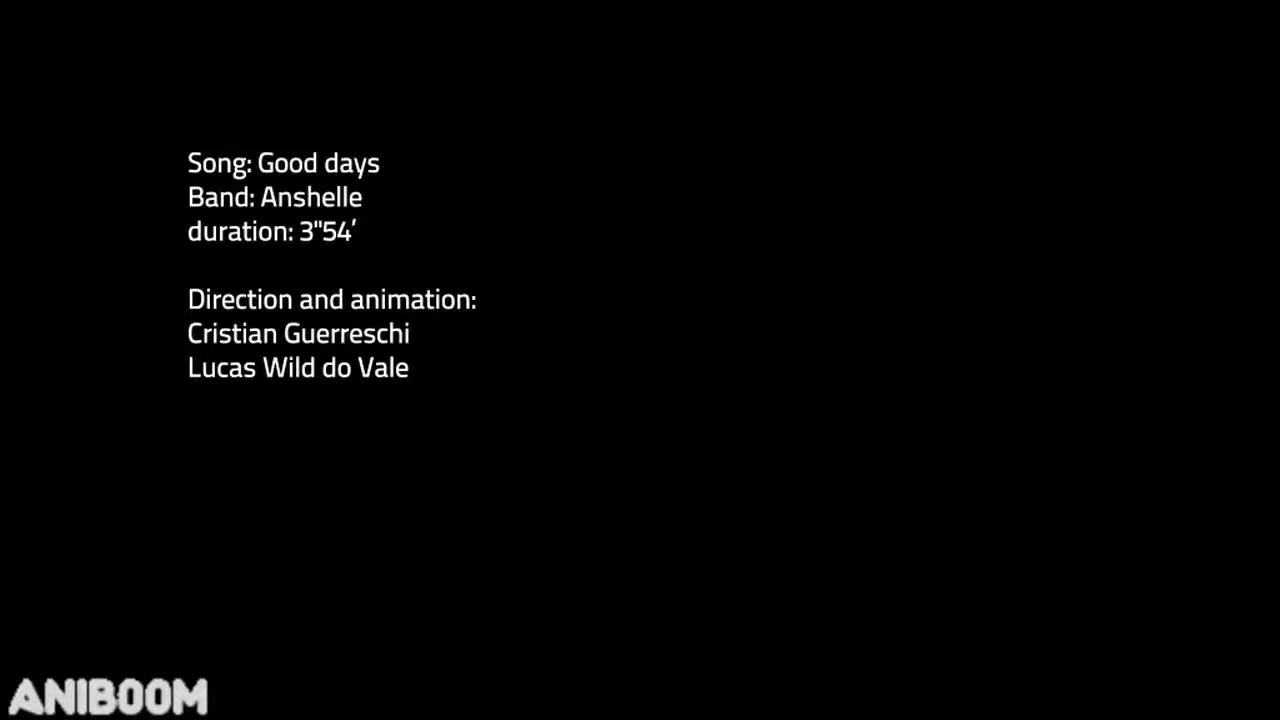 Song: Good days
Band: Anshelle
duration: 3"54'
Direction and animation:
Cristian Guerreschi
Lucas Wild do Vale
ANIBOOM